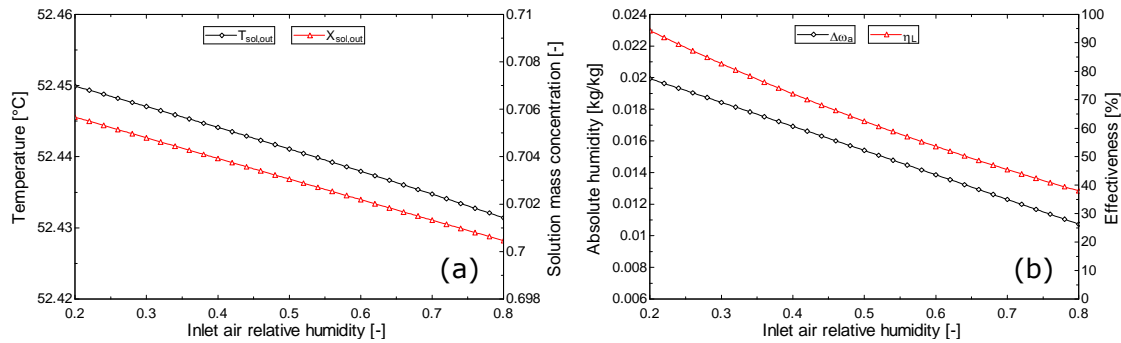 52.46
52.45
52.44
52.43
52.42
Temperature [°C]
T_sol,out
X_sol,out
0.71
0.708
0.706
0.704
0.702
0.7
0.698
Solution mass concentration [-]
(a)
0.2 0.3 0.4 0.5 0.6 0.7 0.8
Inlet air relative humidity [-]
0.024
0.022
0.02
0.018
0.016
0.014
0.012
0.01
0.008
0.006
Absolute humidity [kg/kg]
Δω_a
η_L
100
90
80
70
60
50
40
30
20
10
0
Effectiveness [%]
(b)
0.2 0.3 0.4 0.5 0.6 0.7 0.8
Inlet air relative humidity [-]